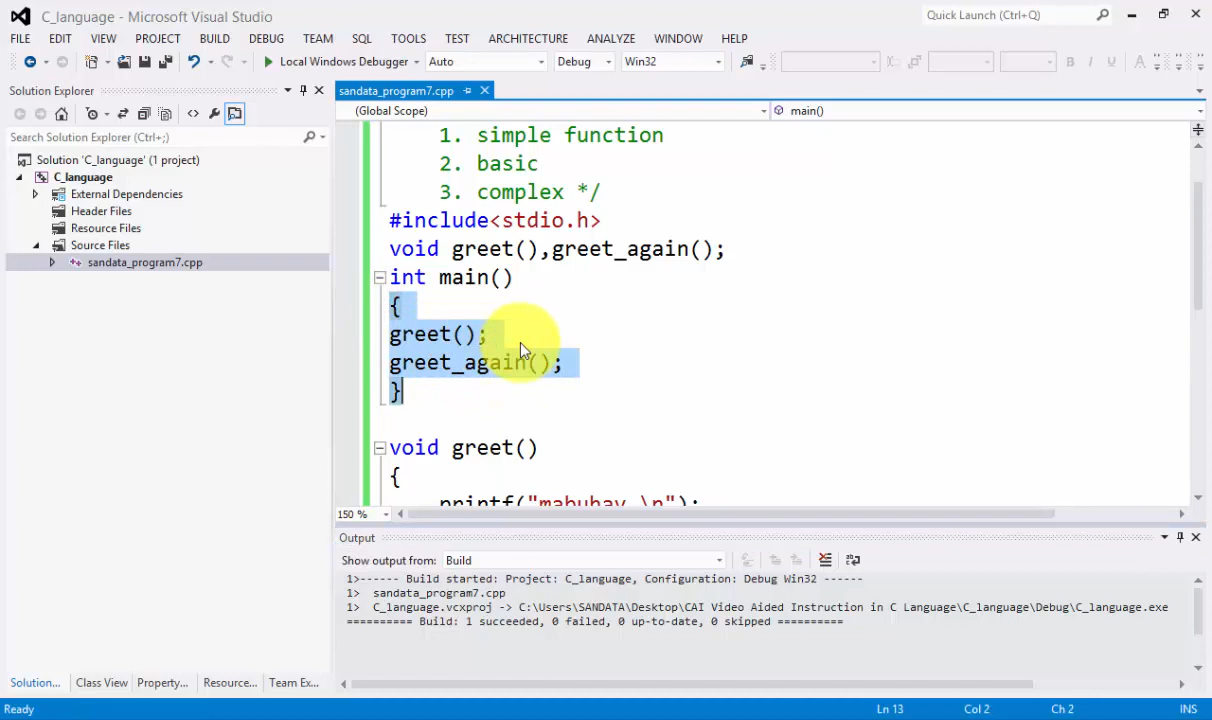 C_language - Microsoft Visual Studio
Quick Launch (Ctrl+Q)
FILE EDIT VIEW PROJECT BUILD DEBUG TEAM SQL TOOLS TEST ARCHITECTURE ANALYZE WINDOW HELP
Local Windows Debugger Auto Debug Win32
Solution Explorer
Search Solution Explorer (Ctrl+;)
Solution 'C_language' (1 project)
C_language
External Dependencies
Header Files
Resource Files
Source Files
sandata_program7.cpp
sandata_program7.cpp
(Global Scope) main()
1. simple function
2. basic
3. complex */
#include<stdio.h>
void greet(),greet_again();
int main()
{
greet();
greet_again();
}
void greet()
{
printf("mabuhay \n");
150 %
Output
Show output from: Build
1>------ Build started: Project: C_language, Configuration: Debug Win32 ------
1> sandata_program7.cpp
1> C_language.vcxproj -> C:\Users\SANDATA\Desktop\CAI Video Aided Instruction in C Language\C_language\Debug\C_language.exe
========== Build: 1 succeeded, 0 failed, 0 up-to-date, 0 skipped ==========
Solution... Class View Property... Resource... Team Ex...
Ready Ln 13 Col 2 Ch 2 INS